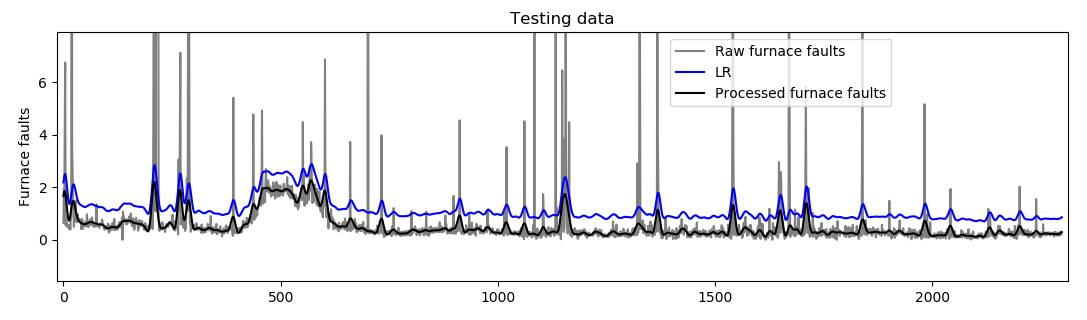 Testing data
Furnace faults
6
4
2
0
Raw furnace faults
LR
Processed furnace faults
0
500
1000
1500
2000